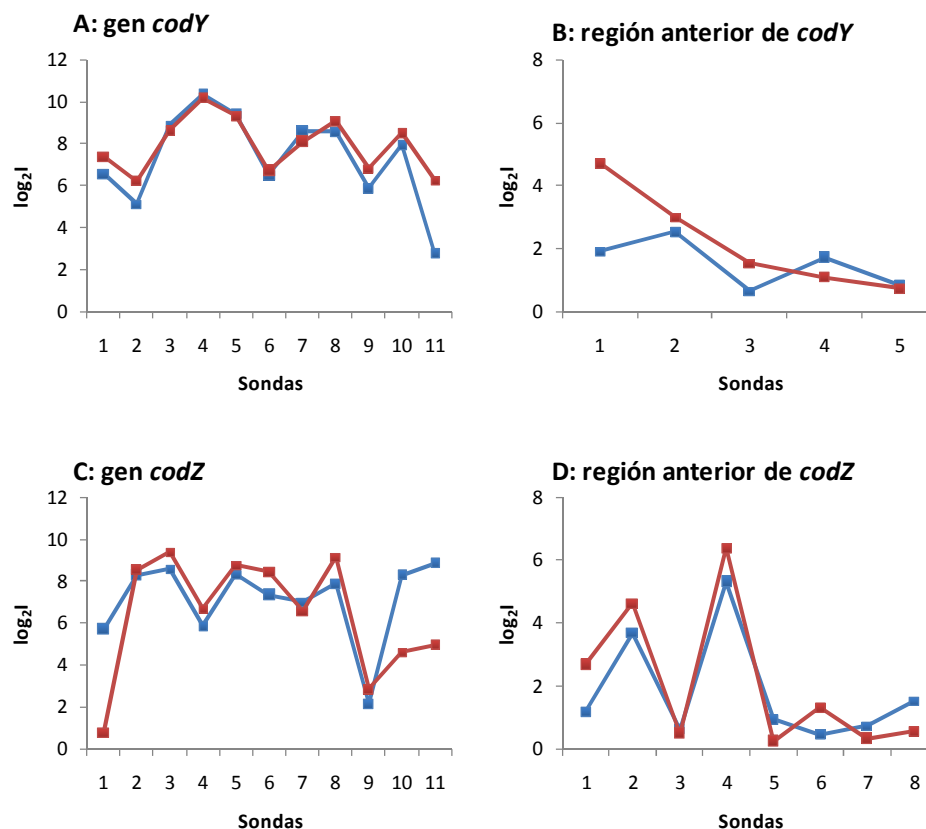 A: gen codY
12
10
8
6
4
2
0
log₂I
1 2 3 4 5 6 7 8 9 10 11
Sondas
B: región anterior de codY
8
6
4
2
0
log₂I
1 2 3 4 5
Sondas
C: gen codZ
12
10
8
6
4
2
0
log₂I
1 2 3 4 5 6 7 8 9 10 11
Sondas
D: región anterior de codZ
8
6
4
2
0
log₂I
1 2 3 4 5 6 7 8
Sondas